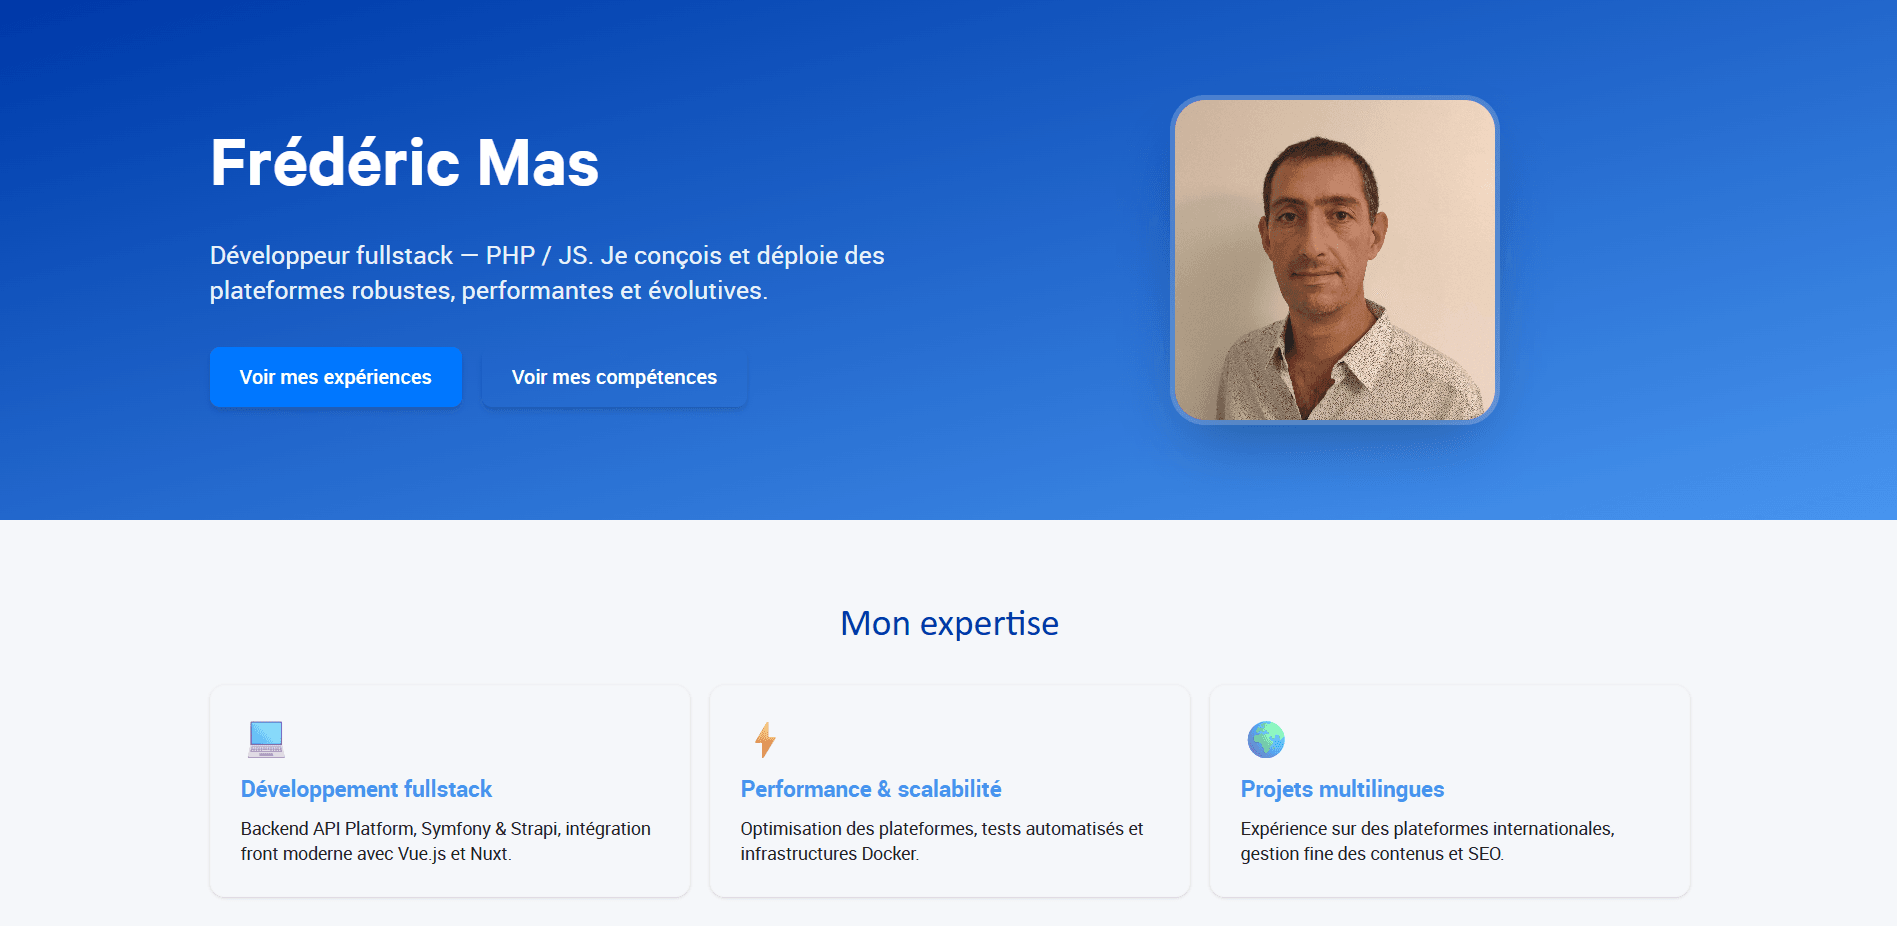 Frédéric Mas
Développeur fullstack — PHP / JS. Je conçois et déploie des
plateformes robustes, performantes et évolutives.
Voir mes expériences
Voir mes compétences
Mon expertise
Développement fullstack
Backend API Platform, Symfony & Strapi, intégration
front moderne avec Vue.js et Nuxt.
Performance & scalabilité
Optimisation des plateformes, tests automatisés et
infrastructures Docker.
Projets multilingues
Expérience sur des plateformes internationales,
gestion fine des contenus et SEO.